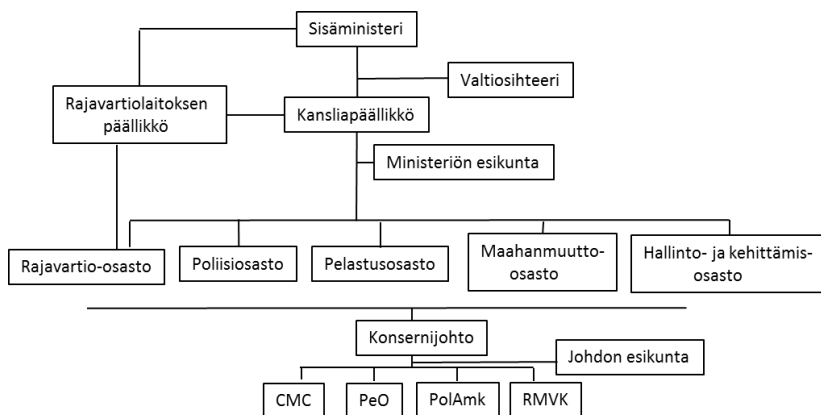 Sisäministeri
Valtiosihteeri
Rajavartiolaitoksen
päällikkö
Kansliapäällikkö
Ministeriön esikunta
Rajavartio-osasto
Poliisiosasto
Pelastusosasto
Maahanmuutto-
osasto
Hallinto- ja kehittämis-
osasto
Konsernijohto
Johdon esikunta
CMC
PeO
PolAmk
RMVK